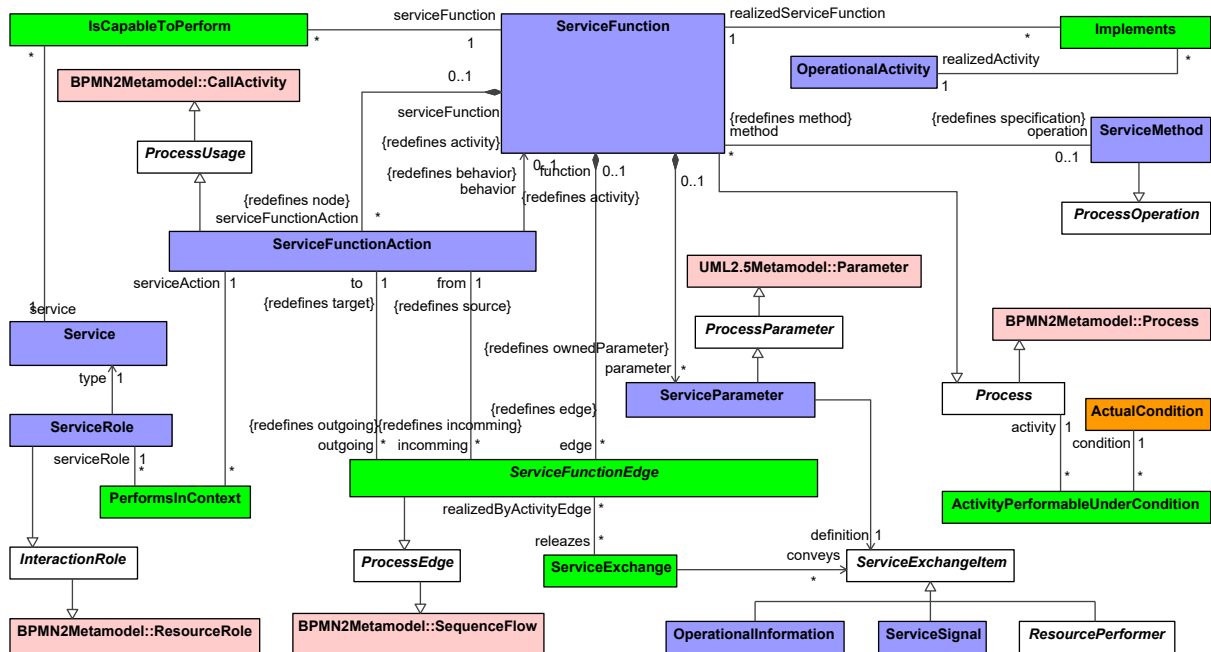 serviceFunction
ServiceFunction
realizedServiceFunction
IsCapableToPerform
Implements
*
1
1
*
*
*
realizedActivity
OperationalActivity
1
BPMN2Metamodel::CallActivity
0..1
serviceFunction
{redefines method}
method
{redefines specification}
operation
ServiceMethod
{redefines activity}
*
0..1
ProcessUsage
0..1
function
0..1
0..1
{redefines behavior}
behavior
{redefines activity}
{redefines node}
serviceFunctionAction
*
ProcessOperation
ServiceFunctionAction
serviceAction
1
to
1
from
1
{redefines target}
{redefines source}
UML2.5Metamodel::Parameter
1
service
Service
ProcessParameter
BPMN2Metamodel::Process
{redefines ownedParameter}
parameter
*
type
1
ServiceParameter
Process
ActualCondition
{redefines edge}
ServiceRole
{redefines outgoing}
{redefines incomming}
activity
1
condition
1
serviceRole
1
outgoing
*
incomming
*
edge
*
*
*
*
*
ServiceFunctionEdge
PerformsInContext
ActivityPerformableUnderCondition
realizedByActivityEdge
*
definition
1
releazes
*
conveys
InteractionRole
ProcessEdge
ServiceExchange
*
ServiceExchangeItem
BPMN2Metamodel::ResourceRole
BPMN2Metamodel::SequenceFlow
OperationalInformation
ServiceSignal
ResourcePerformer